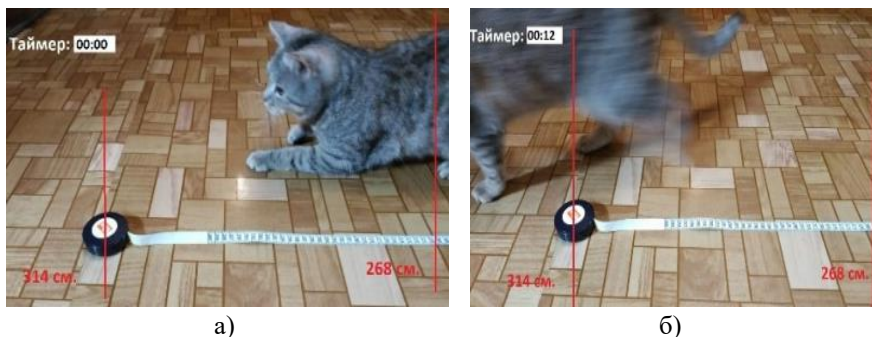 Таймер: 00:00
314 см.
268 см.
Таймер: 00:12
314 см.
268 см.
а)
б)